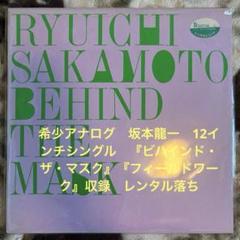 RYUICHI
SAKAMOTO
BEHIND
THE
MASK
希少アナログ 坂本龍一 12イ
ンチシングル 『ビハインド・
ザ・マスク』『フィールドワー
ク』収録 レンタル落ち